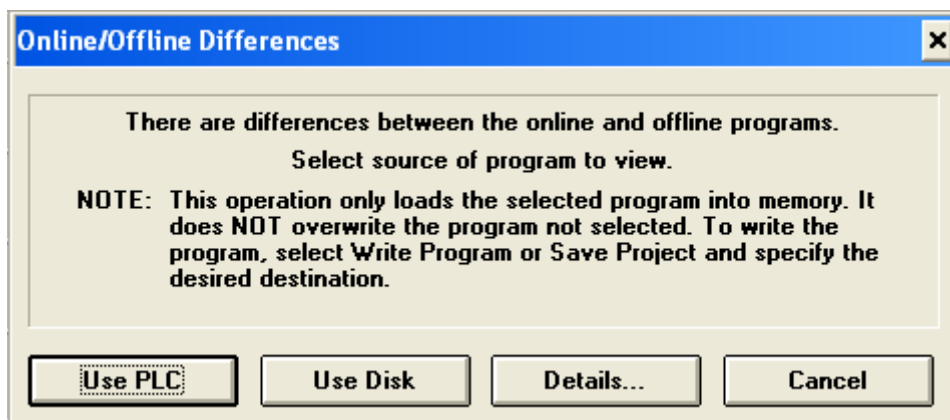 Online/Offline Differences
There are differences between the online and offline programs.
Select source of program to view.
NOTE: This operation only loads the selected program into memory. It
does NOT overwrite the program not selected. To write the
program, select Write Program or Save Project and specify the
desired destination.
Use PLC Use Disk Details... Cancel